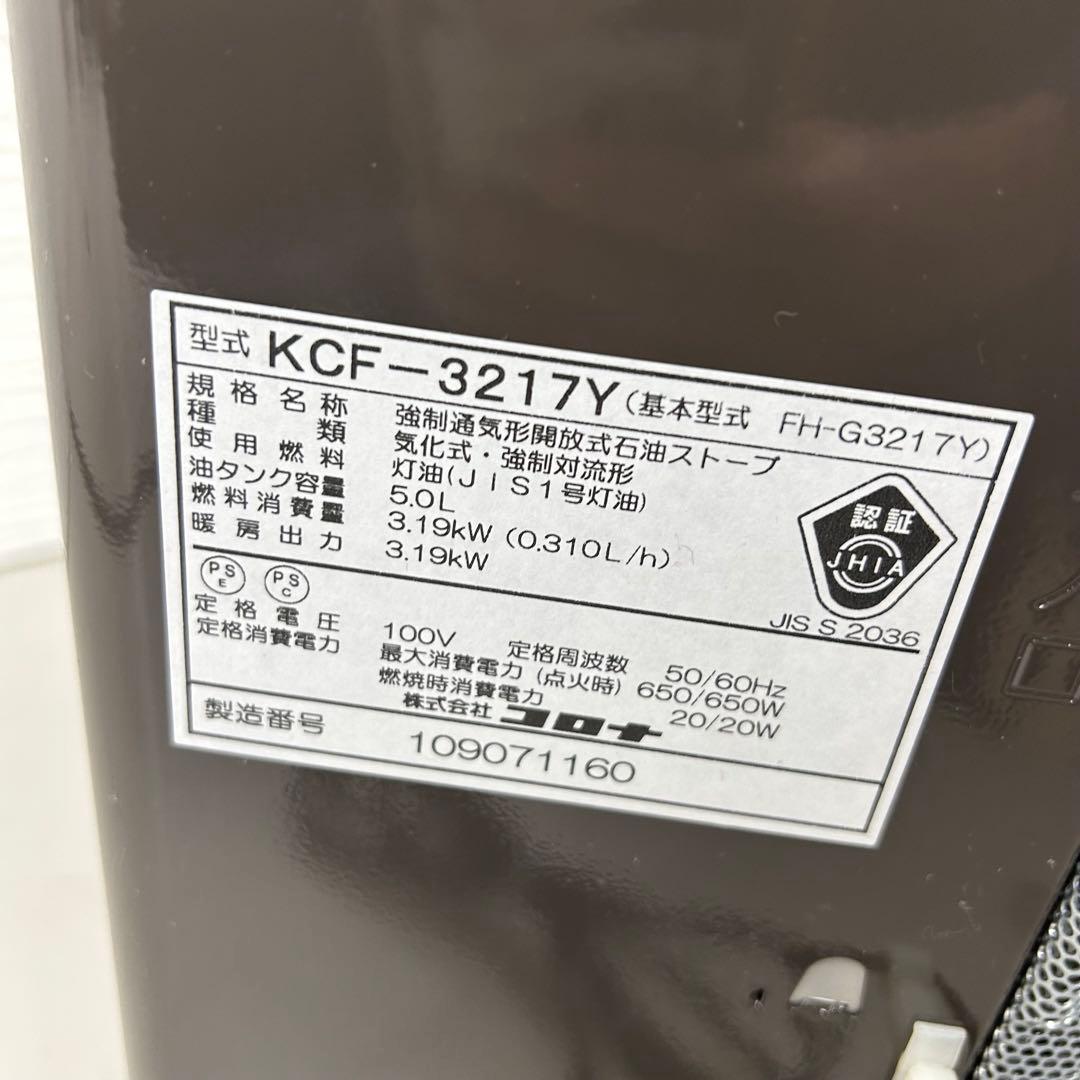 型式 KCF-3217Y (基本型式 FH-G3217Y)
規格名称 強制通気形開放式石油ストーブ
種類 気化式・強制対流形
使用燃料 灯油(JIS1号灯油)
油タンク容量 5.0L
燃料消費量 3.19kW (0.310L/h)
暖房出力 3.19kW
認証
JHIA
JIS S 2036
PSE PSC
定格電圧 100V 定格周波数 50/60Hz
定格消費電力 最大消費電力(点火時) 650/650W
燃焼時消費電力 20/20W
株式会社 コロナ
製造番号 109071160